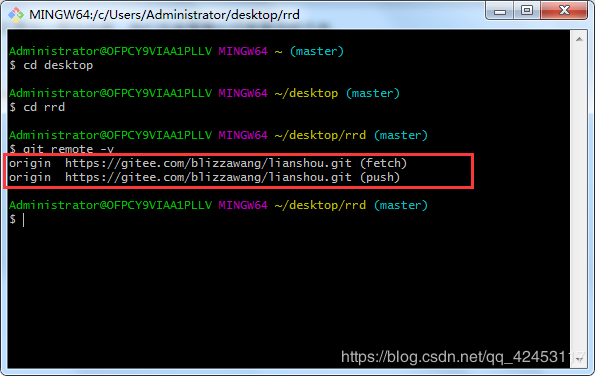 MINGW64:/c/Users/Administrator/desktop/rrd
Administrator@OFPCY9VIAA1PLLV MINGW64 ~ (master)
$ cd desktop
Administrator@OFPCY9VIAA1PLLV MINGW64 ~/desktop (master)
$ cd rrd
Administrator@OFPCY9VIAA1PLLV MINGW64 ~/desktop/rrd (master)
$ git remote -v
origin https://gitee.com/blizzawang/lianshou.git (fetch)
origin https://gitee.com/blizzawang/lianshou.git (push)
Administrator@OFPCY9VIAA1PLLV MINGW64 ~/desktop/rrd (master)
$
https://blog.csdn.net/qq_42453117